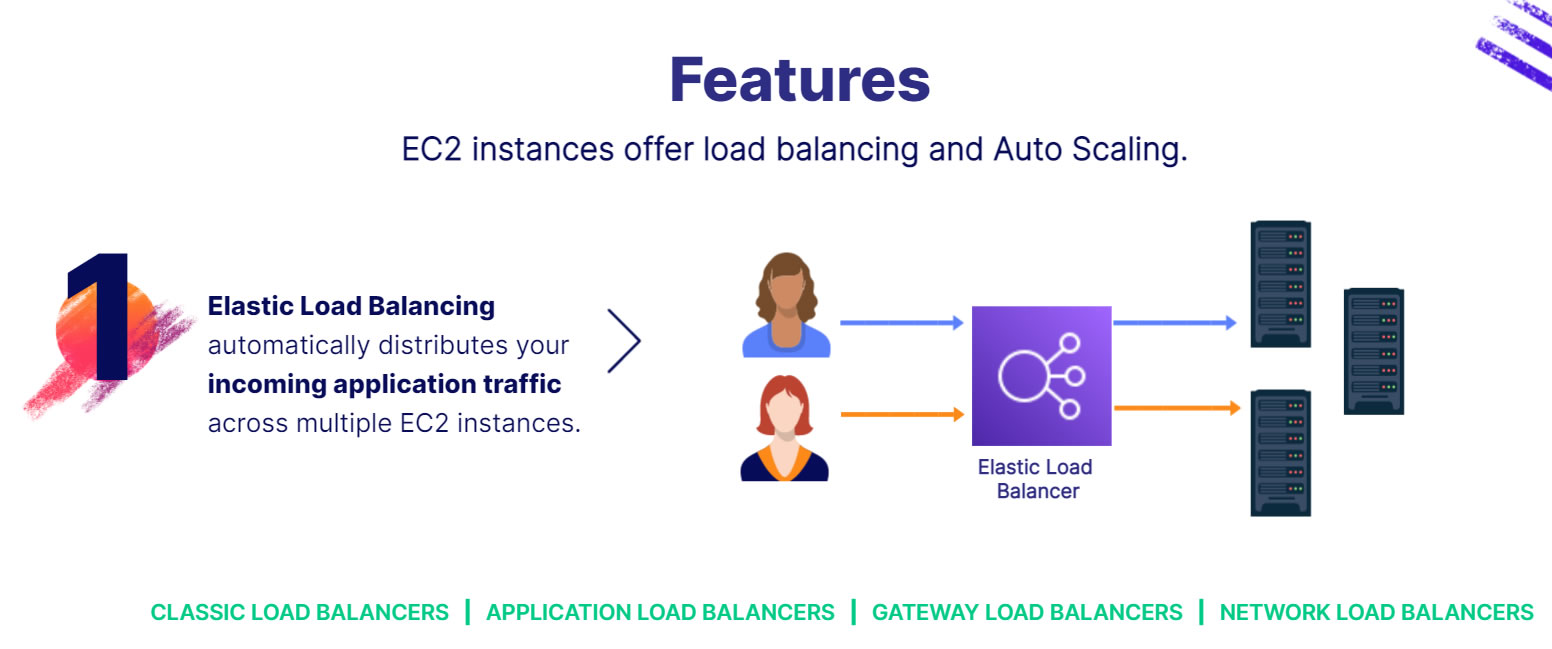 Features
EC2 instances offer load balancing and Auto Scaling.
1
Elastic Load Balancing
automatically distributes your
incoming application traffic
across multiple EC2 instances.
Elastic Load
Balancer
CLASSIC LOAD BALANCERS | APPLICATION LOAD BALANCERS | GATEWAY LOAD BALANCERS | NETWORK LOAD BALANCERS